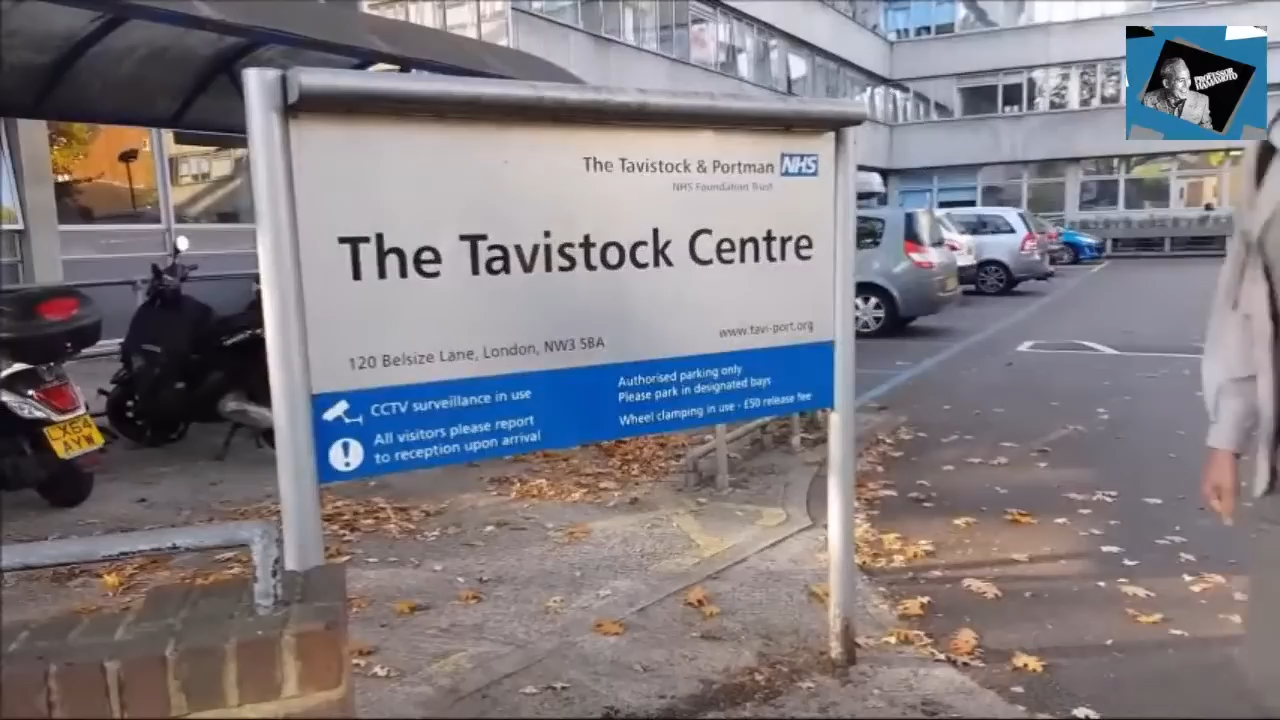 PROFESSOR
HAMAMOTO
The Tavistock & Portman NHS
NHS Foundation Trust
The Tavistock Centre
www.tavi-port.org
120 Belsize Lane, London, NW3 5BA
CCTV surveillance in use
All visitors please report
to reception upon arrival
Authorised parking only
Please park in designated bays
Wheel clamping in use - £50 release fee
LX64
AYW